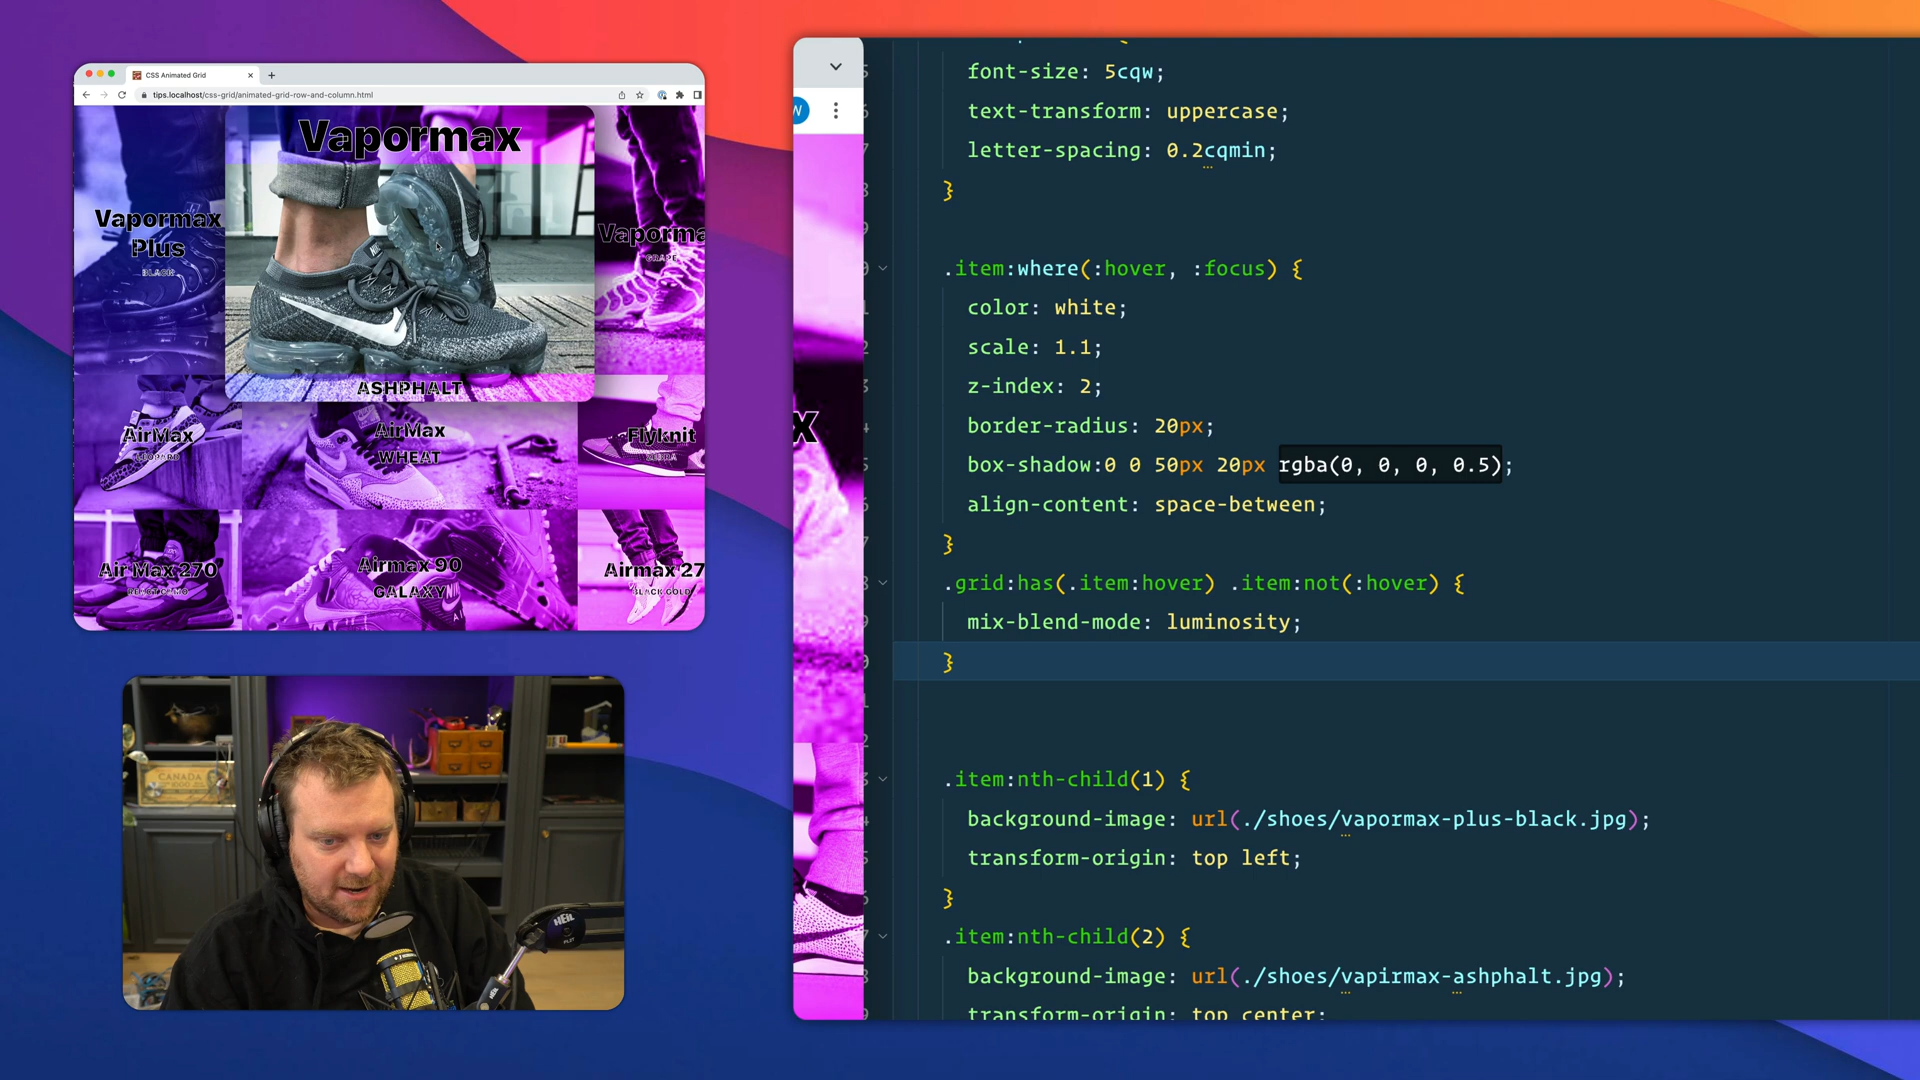 CSS Animated Grid
tips.localhost/css-grid/animated-grid-row-and-column.html
Vapormax
ASHPHALT
Vapormax
Plus
BLACK
Vaporma
GRAPE
AirMax
LEOPARD
AirMax
WHEAT
Flyknit
ZEBRA
Air Max 270
Airmax 90
GALAXY
Airmax 27
BLACK GOLD
CANADA
HEIL
PL2T
HEIL
W
x
{
font-size: 5cqw;
text-transform: uppercase;
letter-spacing: 0.2cqmin;
}
.item:where(:hover, :focus) {
color: white;
scale: 1.1;
z-index: 2;
border-radius: 20px;
box-shadow:0 0 50px 20px rgba(0, 0, 0, 0.5);
align-content: space-between;
}
.grid:has(.item:hover) .item:not(:hover) {
mix-blend-mode: luminosity;
}
.item:nth-child(1) {
background-image: url(./shoes/vapormax-plus-black.jpg);
transform-origin: top left;
}
.item:nth-child(2) {
background-image: url(./shoes/vapirmax-ashphalt.jpg);
transform-origin: top center;